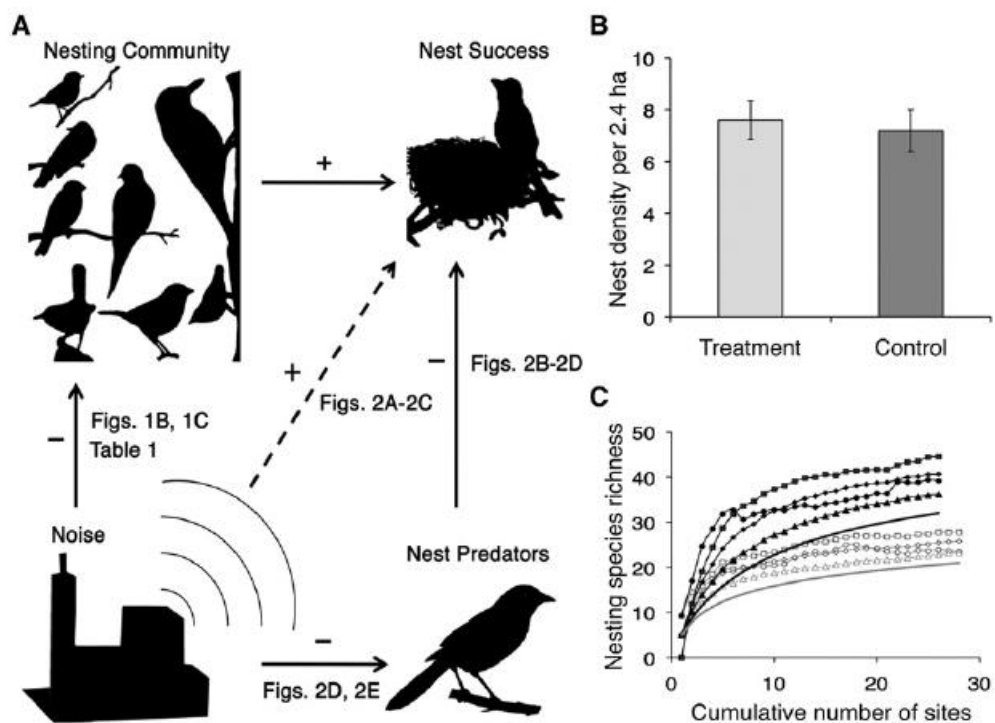 A
Nesting Community
Nest Success
+
+
−
Figs. 2B-2D
Figs. 2A-2C
−
Figs. 1B, 1C
Table 1
Noise
Nest Predators
−
Figs. 2D, 2E
B
Nest density per 2.4 ha
10
8
6
4
2
0
Treatment
Control
C
Nesting species richness
50
40
30
20
10
0
0
10
20
30
Cumulative number of sites